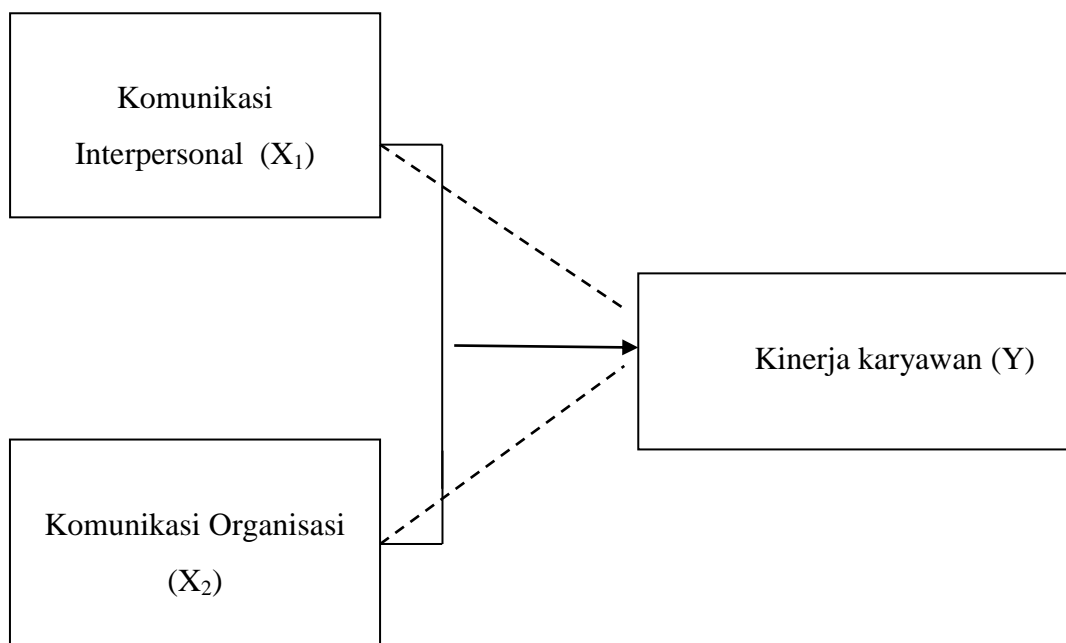 Komunikasi
Interpersonal (X₁)
Kinerja karyawan (Y)
Komunikasi Organisasi
(X₂)